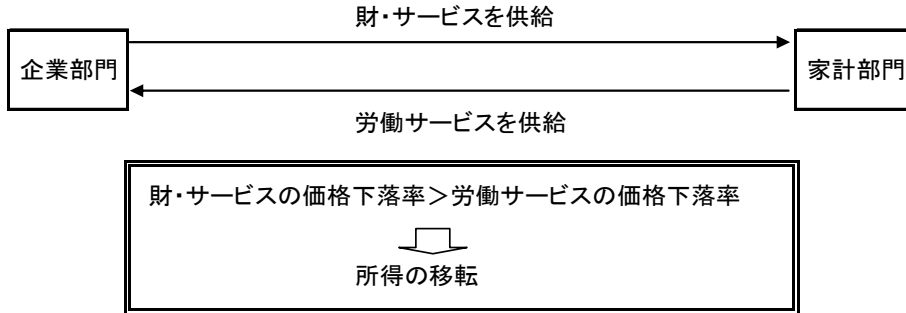 財・サービスを供給
企業部門
家計部門
労働サービスを供給
財・サービスの価格下落率＞労働サービスの価格下落率
所得の移転